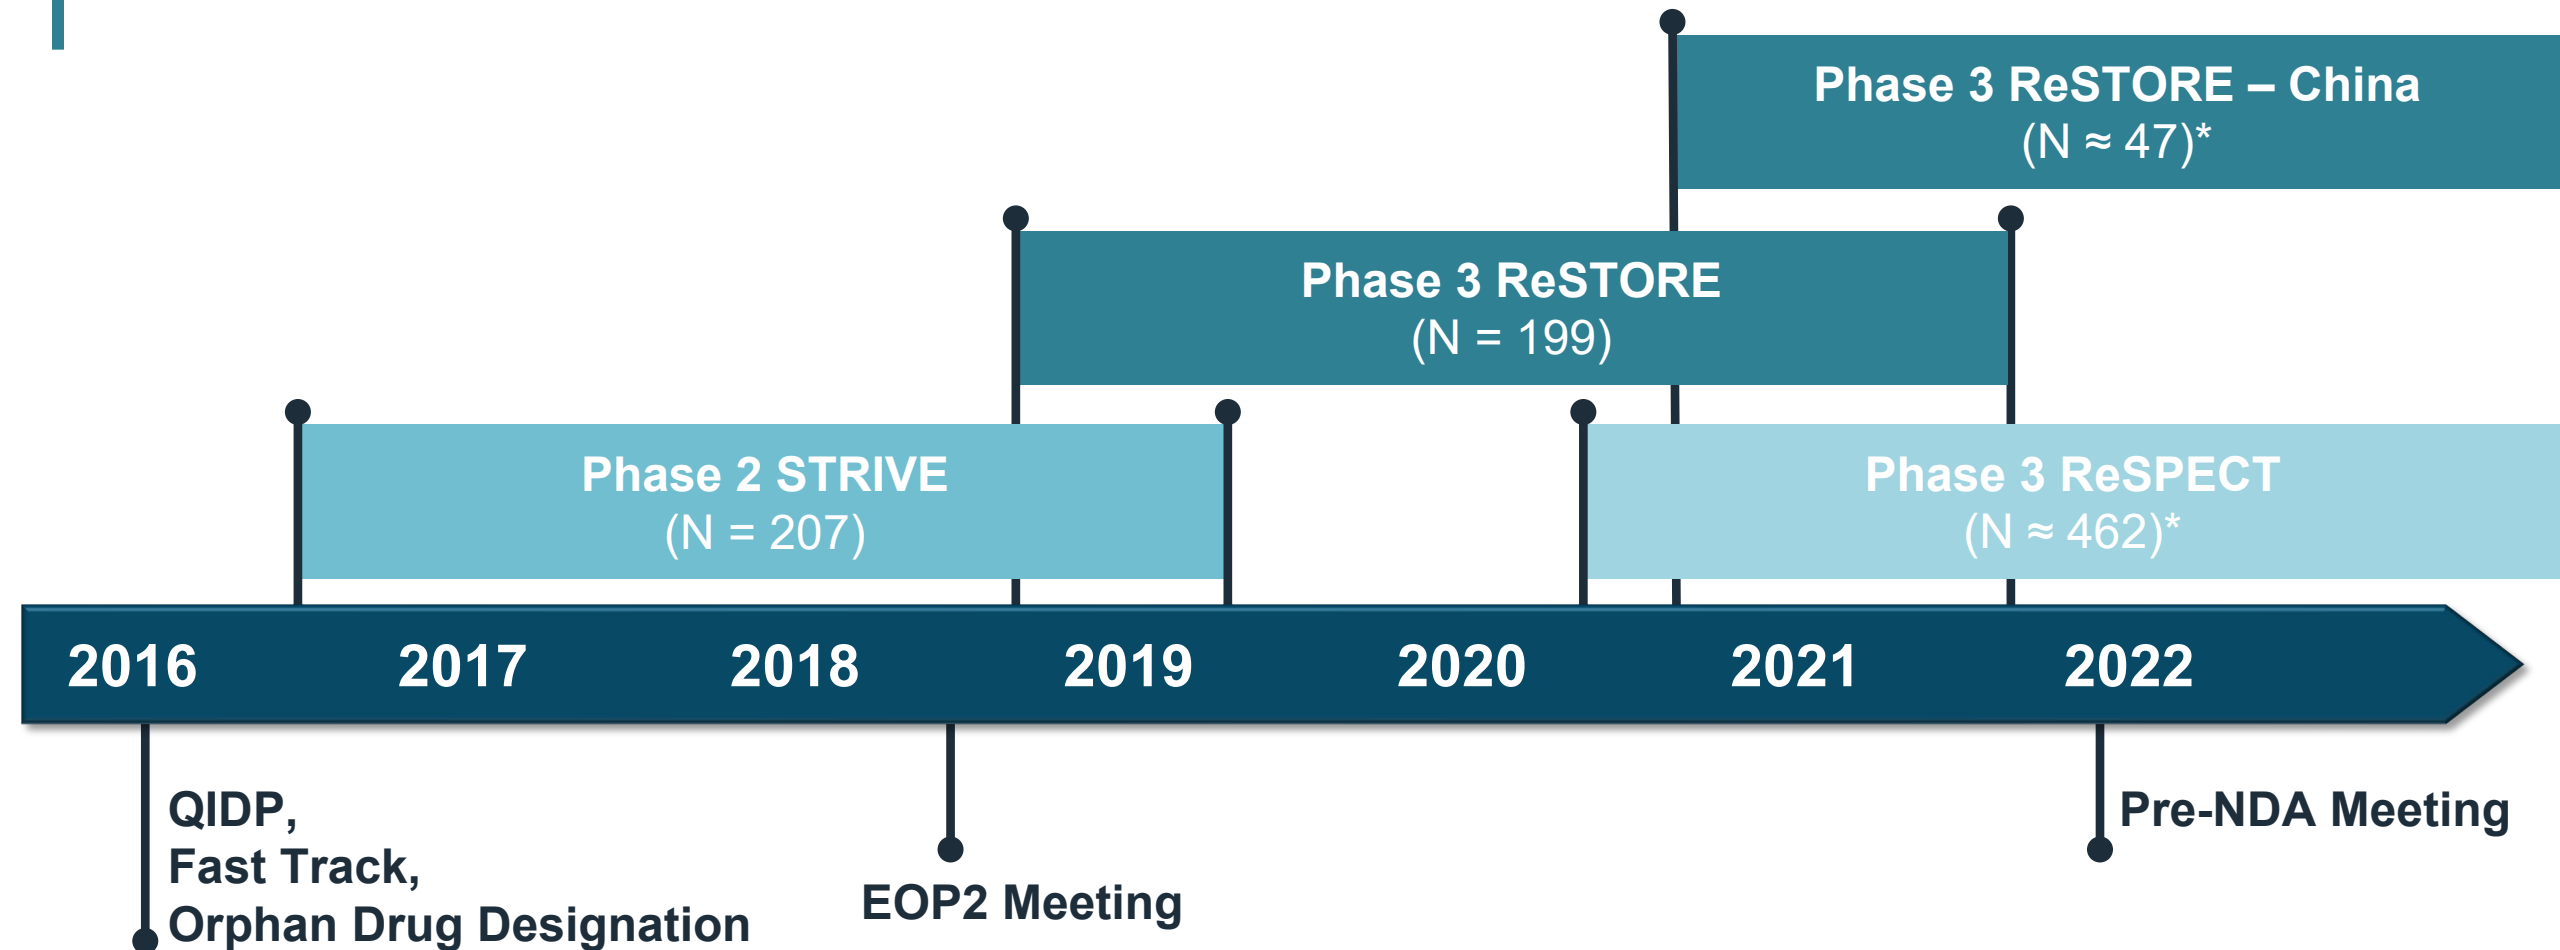 Phase 3 ReSTORE – China
(N ≈ 47)*
Phase 3 ReSTORE
(N = 199)
Phase 2 STRIVE
(N = 207)
Phase 3 ReSPECT
(N ≈ 462)*
2016 2017 2018 2019 2020 2021 2022
QIDP,
Fast Track,
Orphan Drug Designation
EOP2 Meeting
Pre-NDA Meeting